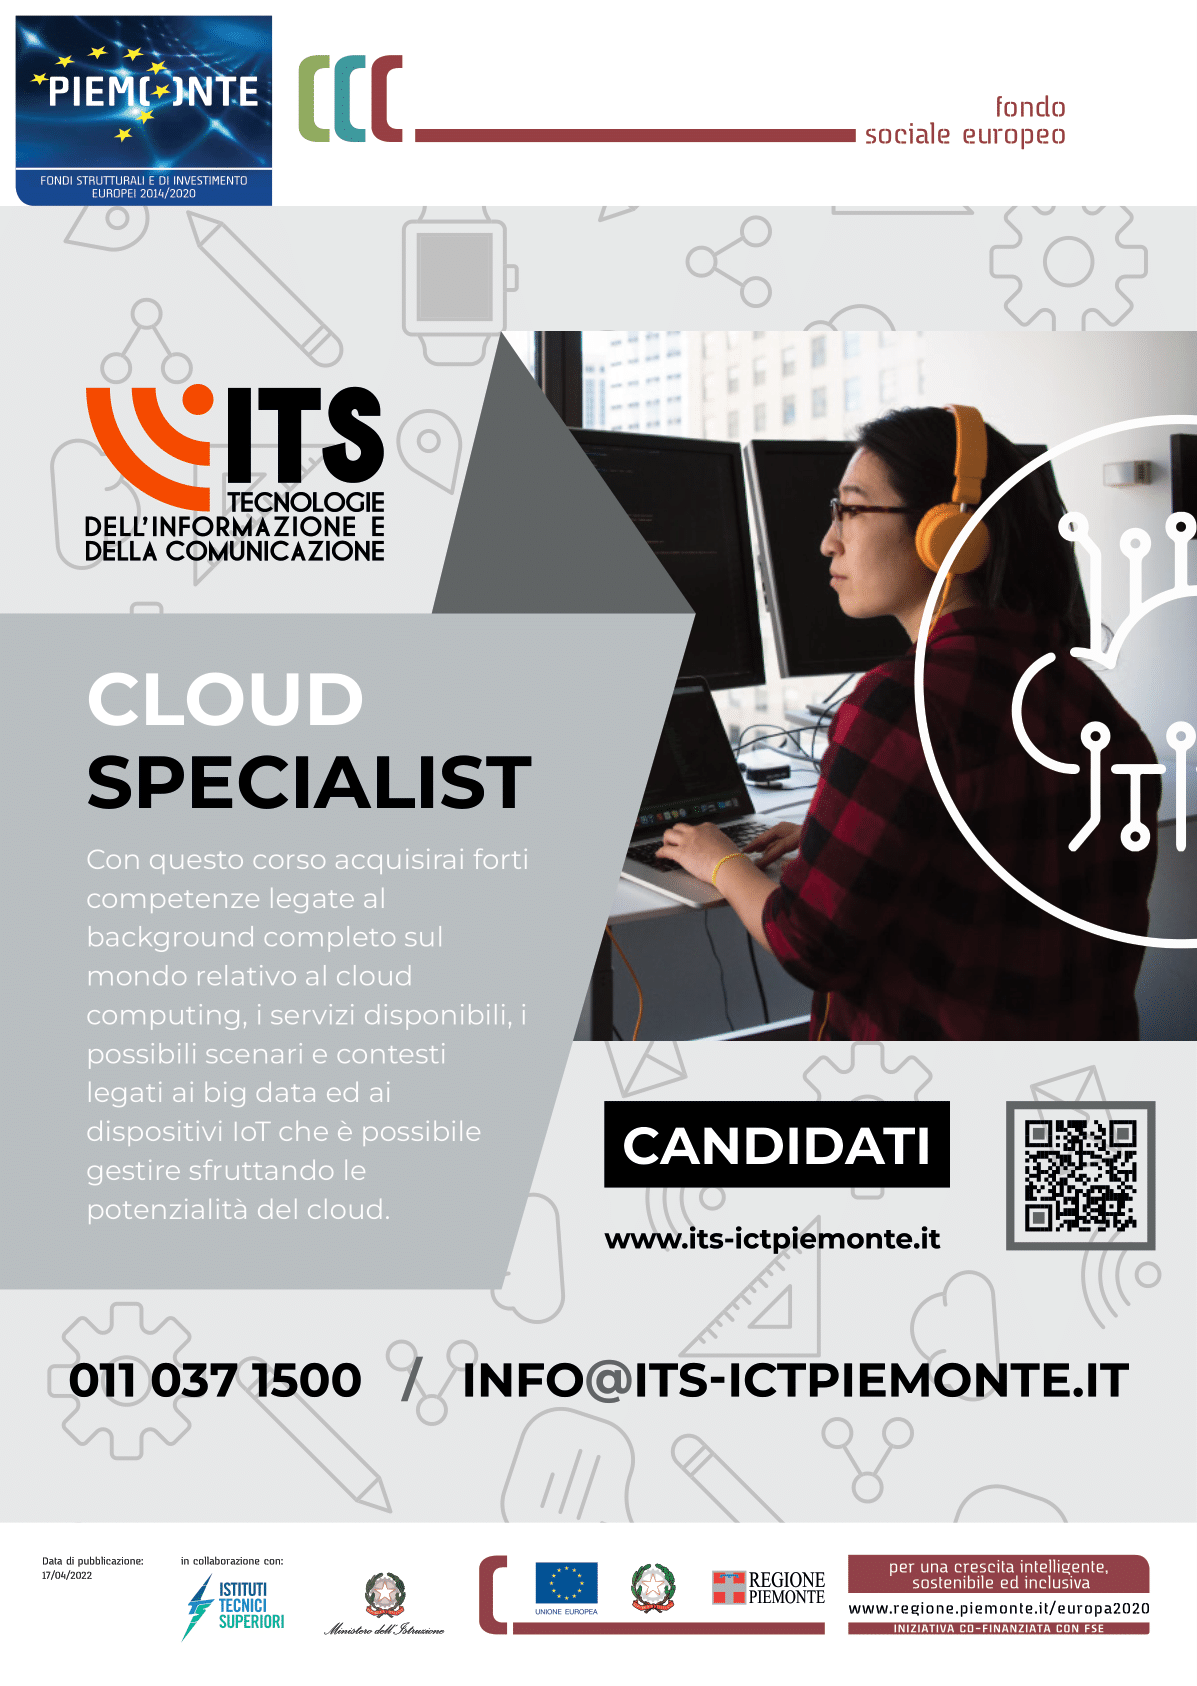 PIEM( )NTE
FONDI STRUTTURALI E DI INVESTIMENTO
EUROPEI 2014/2020
fondo
sociale europeo
ITS
TECNOLOGIE
DELL'INFORMAZIONE E
DELLA COMUNICAZIONE
CLOUD
SPECIALIST
Con questo corso acquisirai forti
competenze legate al
background completo sul
mondo relativo al cloud
computing, i servizi disponibili, i
possibili scenari e contesti
legati ai big data ed ai
dispositivi IoT che è possibile
gestire sfruttando le
potenzialità del cloud.
CANDIDATI
www.its-ictpiemonte.it
011 037 1500 / INFO@ITS-ICTPIEMONTE.IT
Data di pubblicazione:
17/04/2022
in collaborazione con:
ISTITUTI
TECNICI
SUPERIORI
Ministero dell'Istruzione
UNIONE EUROPEA
REGIONE
PIEMONTE
per una crescita intelligente,
sostenibile ed inclusiva
www.regione.piemonte.it/europa2020
INIZIATIVA CO-FINANZIATA CON FSE